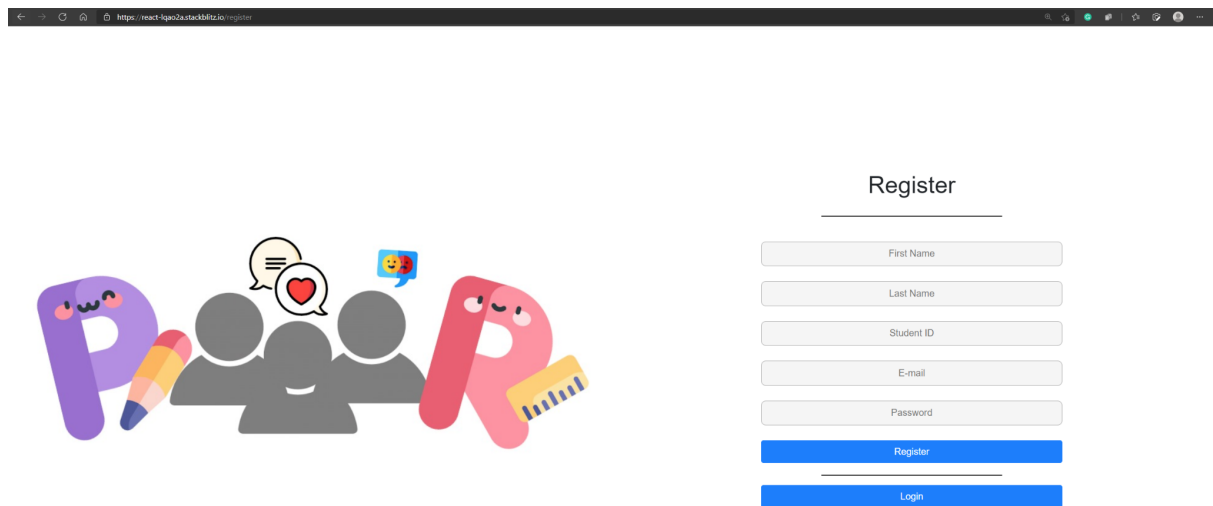 https://react-lqao2a.stackblitz.io/register
P R
Register
First Name
Last Name
Student ID
E-mail
Password
Register
Login